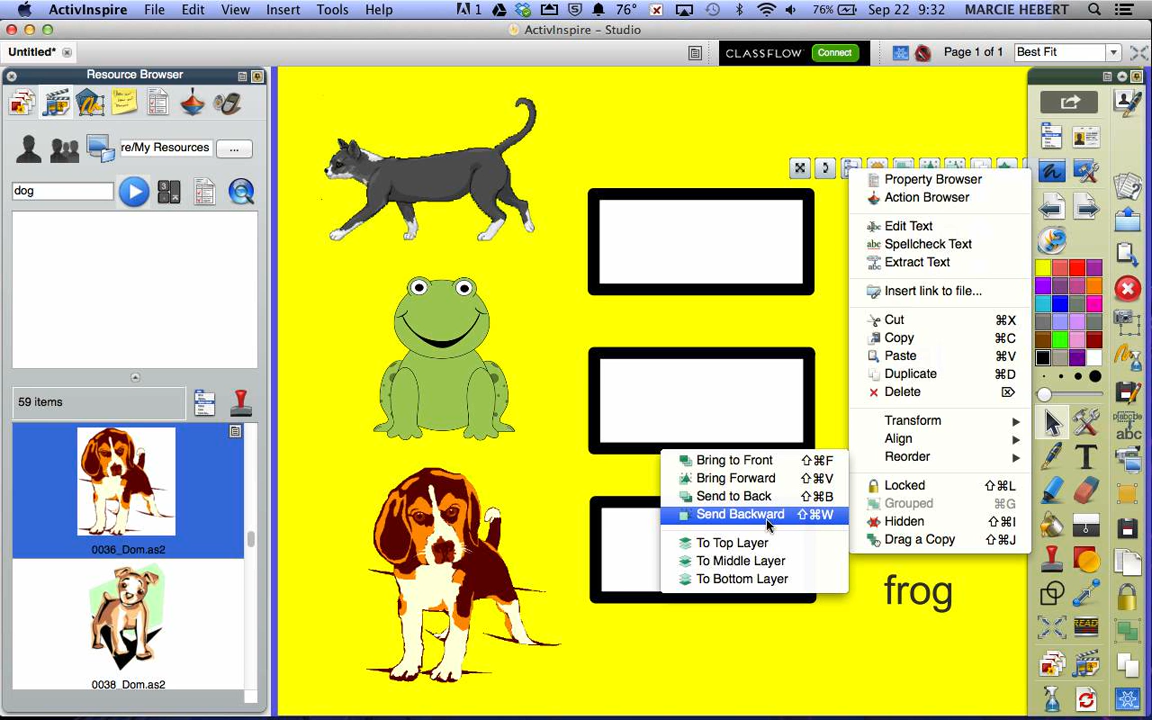 ActivInspire File Edit View Insert Tools Help 1 5 76° 76% Sep 22 9:32 MARCIE HEBERT
ActivInspire – Studio
Untitled*
CLASSFLOW Connect
Page 1 of 1
Best Fit
Resource Browser
re/My Resources
...
dog
59 items
0036_Dom.as2
0038_Dom.as2
Property Browser
Action Browser
Edit Text
Spellcheck Text
Extract Text
Insert link to file...
Cut ⌘X
Copy ⌘C
Paste ⌘V
Duplicate ⌘D
Delete ⌦
Transform
Align
Reorder
Locked ⇧⌘L
Grouped ⌘G
Hidden ⇧⌘I
Drag a Copy ⇧⌘J
Bring to Front ⇧⌘F
Bring Forward ⇧⌘V
Send to Back ⇧⌘B
Send Backward ⇧⌘W
To Top Layer
To Middle Layer
To Bottom Layer
frog
abc
T
READ